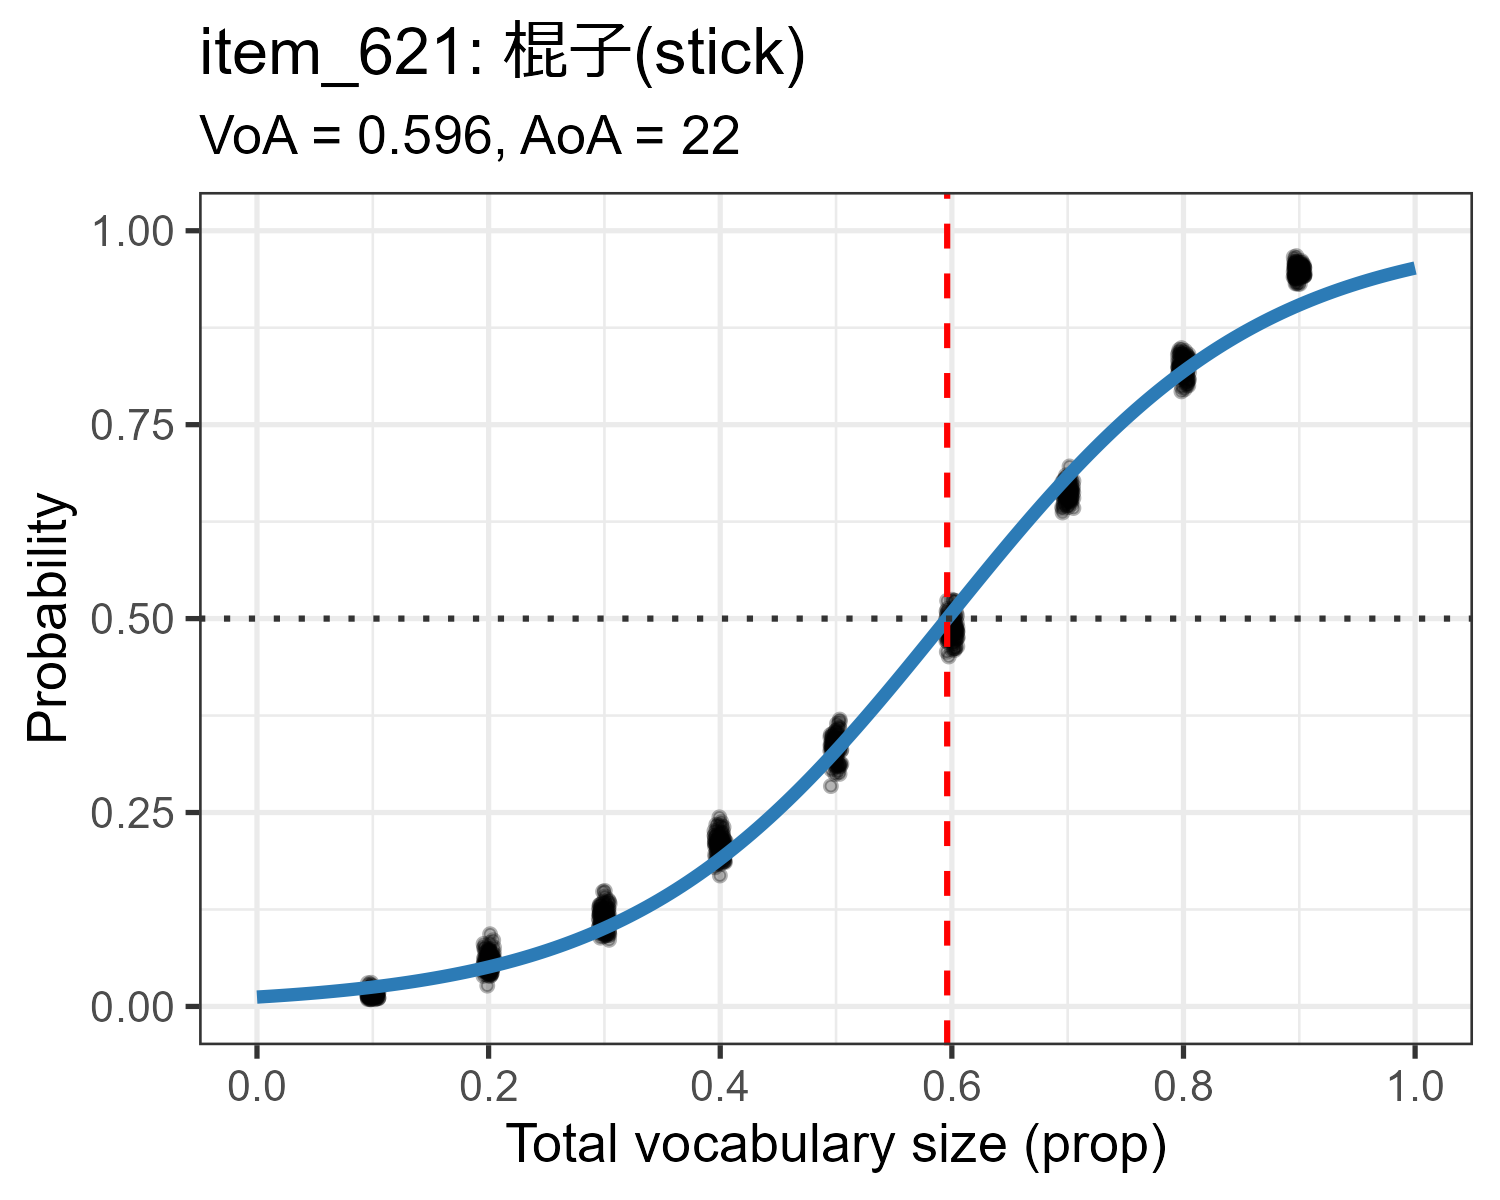 item_621: 棍子(stick)
VoA = 0.596, AoA = 22
1.00
0.75
0.50
0.25
0.00
Probability
0.0 0.2 0.4 0.6 0.8 1.0
Total vocabulary size (prop)